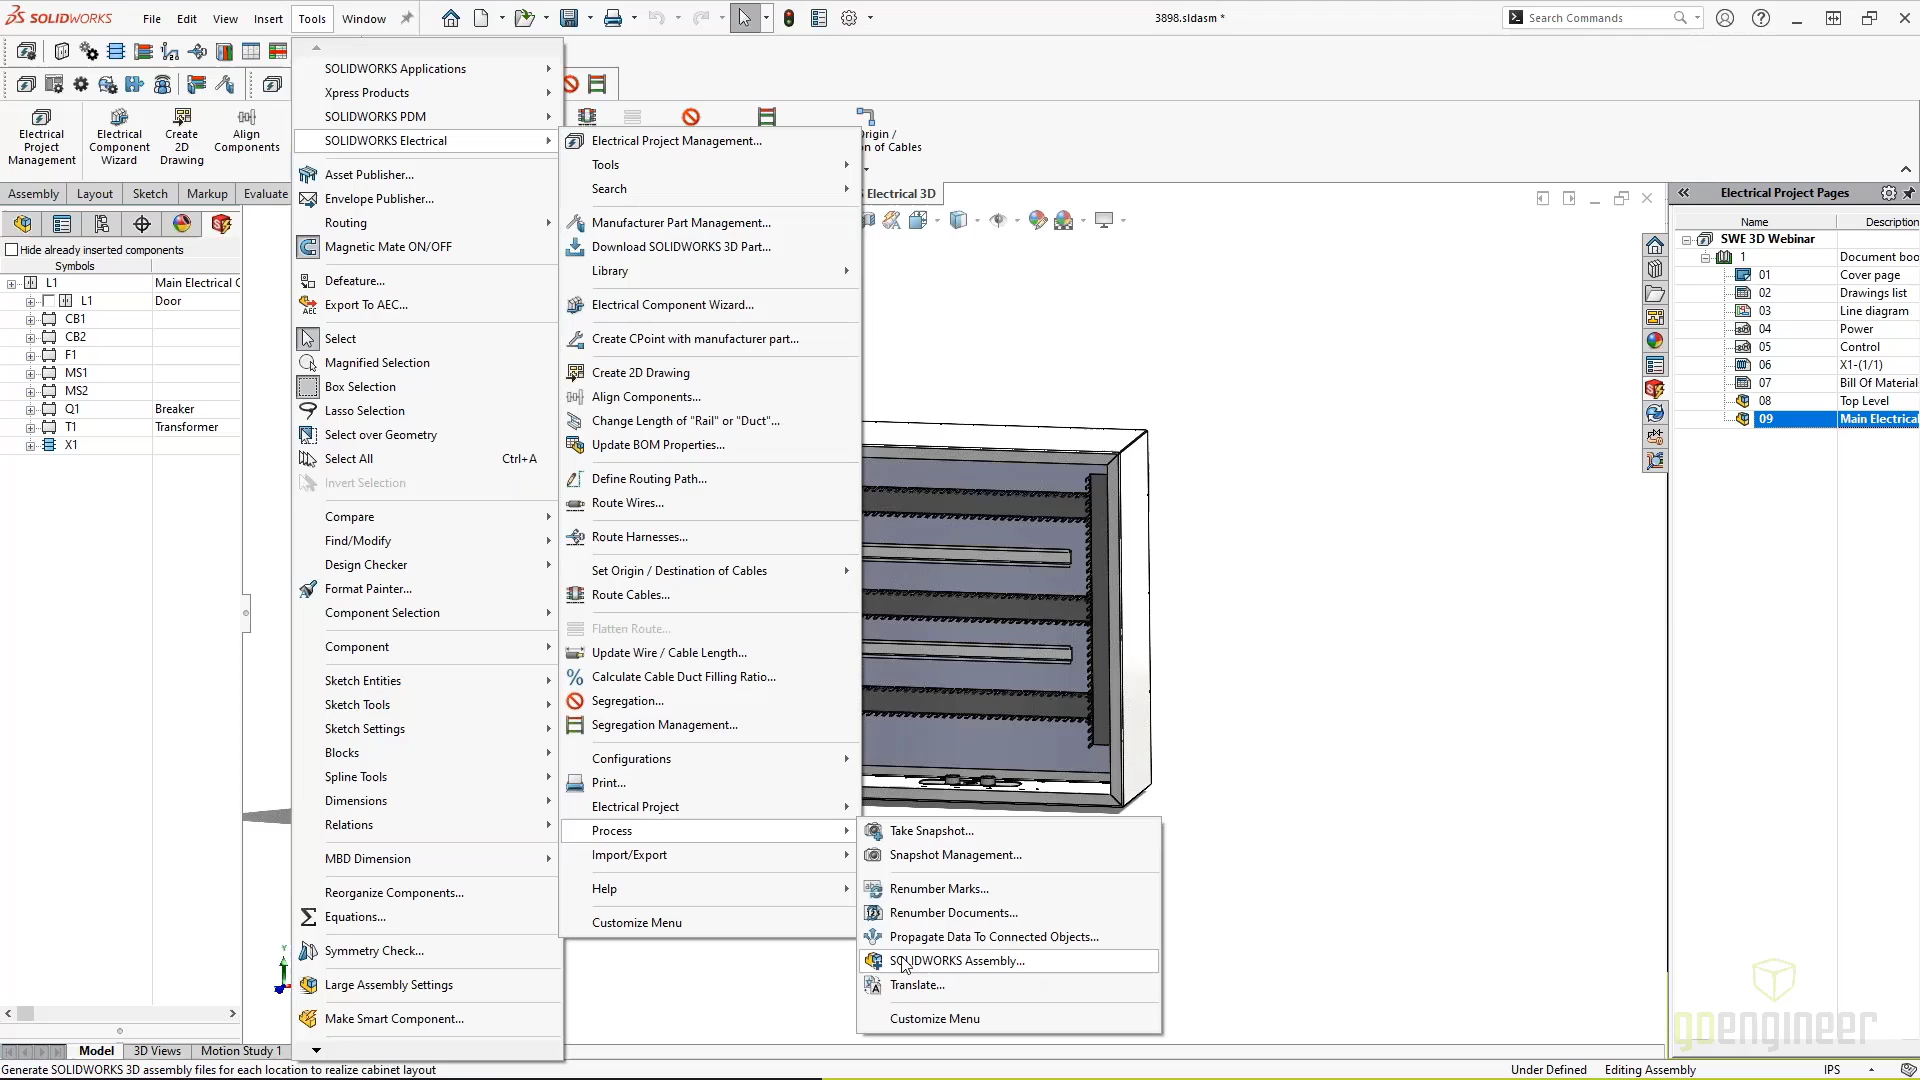 SOLIDWORKS
File
Edit
View
Insert
Tools
Window
3898.sldasm *
Search Commands
Electrical Project Management
Electrical Component Wizard
Create 2D Drawing
Align Components
Assembly
Layout
Sketch
Markup
Evaluate
Hide already inserted components
Symbols
L1 Main Electrical C
L1 Door
CB1
CB2
F1
MS1
MS2
Q1 Breaker
T1 Transformer
X1
Model
3D Views
Motion Study 1
Generate SOLIDWORKS 3D assembly files for each location to realize cabinet layout
SOLIDWORKS Applications
Xpress Products
SOLIDWORKS PDM
SOLIDWORKS Electrical
Asset Publisher...
Envelope Publisher...
Routing
Magnetic Mate ON/OFF
Defeature...
Export To AEC...
Select
Magnified Selection
Box Selection
Lasso Selection
Select over Geometry
Select All Ctrl+A
Invert Selection
Compare
Find/Modify
Design Checker
Format Painter...
Component Selection
Component
Sketch Entities
Sketch Tools
Sketch Settings
Blocks
Spline Tools
Dimensions
Relations
MBD Dimension
Reorganize Components...
Equations...
Symmetry Check...
Large Assembly Settings
Make Smart Component...
Electrical Project Management...
Tools
Search
Manufacturer Part Management...
Download SOLIDWORKS 3D Part...
Library
Electrical Component Wizard...
Create CPoint with manufacturer part...
Create 2D Drawing
Align Components...
Change Length of "Rail" or "Duct"...
Update BOM Properties...
Define Routing Path...
Route Wires...
Route Harnesses...
Set Origin / Destination of Cables
Route Cables...
Flatten Route...
Update Wire / Cable Length...
Calculate Cable Duct Filling Ratio...
Segregation...
Segregation Management...
Configurations
Print...
Electrical Project
Process
Import/Export
Help
Customize Menu
Take Snapshot...
Snapshot Management...
Renumber Marks...
Renumber Documents...
Propagate Data To Connected Objects...
SOLIDWORKS Assembly...
Translate...
Customize Menu
rigin /
n of Cables
Electrical 3D
Electrical Project Pages
Name Description
SWE 3D Webinar
1 Document boo
01 Cover page
02 Drawings list
03 Line diagram
04 Power
05 Control
06 X1-(1/1)
07 Bill Of Material
08 Top Level
09 Main Electrical
goengineer
Under Defined
Editing Assembly
IPS